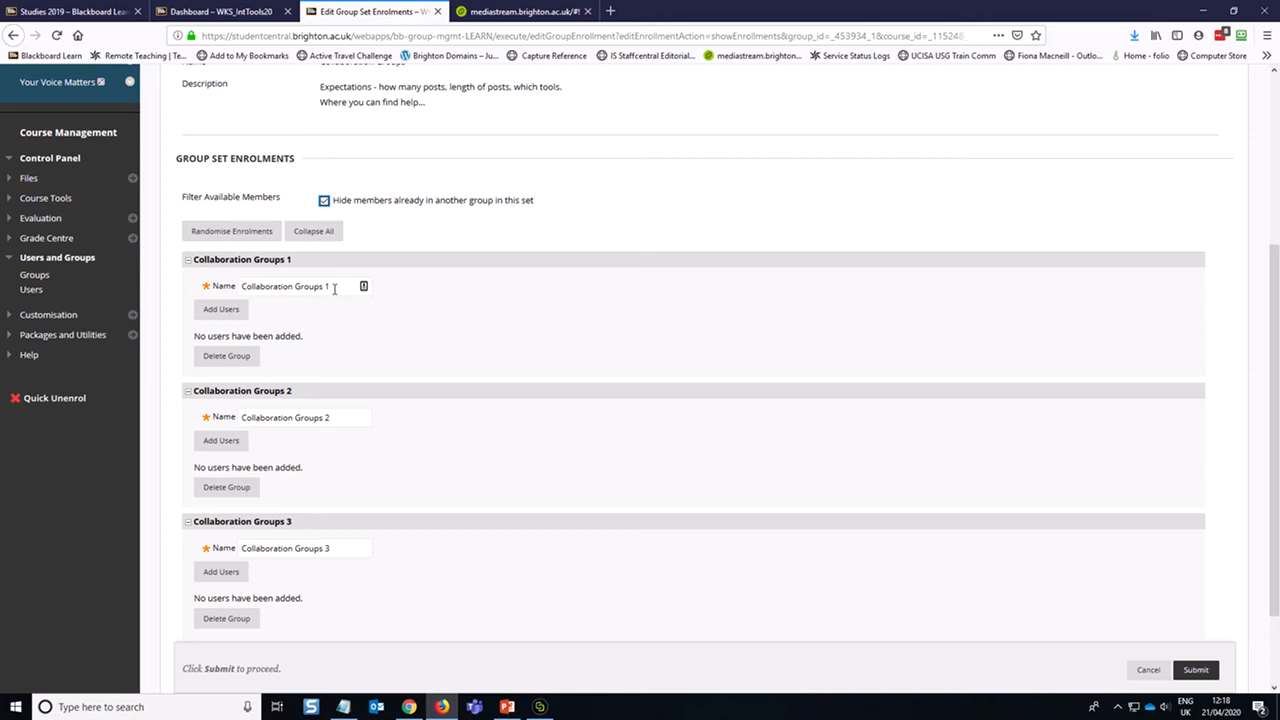 Studies 2019 – Blackboard Lea
Dashboard – WKS_IntTools20
Edit Group Set Enrolments – W
mediastream.brighton.ac.uk/#!
https://studentcentral.brighton.ac.uk/webapps/bb-group-mgmt-LEARN/execute/editGroupEnrollment?editEnrollmentAction=showEnrollments&group_id=_453934_1&course_id=_115248
Blackboard Learn
Remote Teaching | Te...
Add to My Bookmarks
Active Travel Challenge
Brighton Domains – Ju...
Capture Reference
IS Staffcentral Editorial...
mediastream.brighton...
Service Status Logs
UCISA USG Train Comm
Fiona Macneill - Outlo...
Home - folio
Computer Store
Your Voice Matters
Course Management
Control Panel
Files
Course Tools
Evaluation
Grade Centre
Users and Groups
Groups
Users
Customisation
Packages and Utilities
Help
Quick Unenrol
Description
Expectations - how many posts, length of posts, which tools.
Where you can find help...
GROUP SET ENROLMENTS
Filter Available Members
Hide members already in another group in this set
Randomise Enrolments
Collapse All
Collaboration Groups 1
Name Collaboration Groups 1
Add Users
No users have been added.
Delete Group
Collaboration Groups 2
Name Collaboration Groups 2
Add Users
No users have been added.
Delete Group
Collaboration Groups 3
Name Collaboration Groups 3
Add Users
No users have been added.
Delete Group
Click Submit to proceed.
Cancel
Submit
Type here to search
ENG
UK
12:18
21/04/2020
2